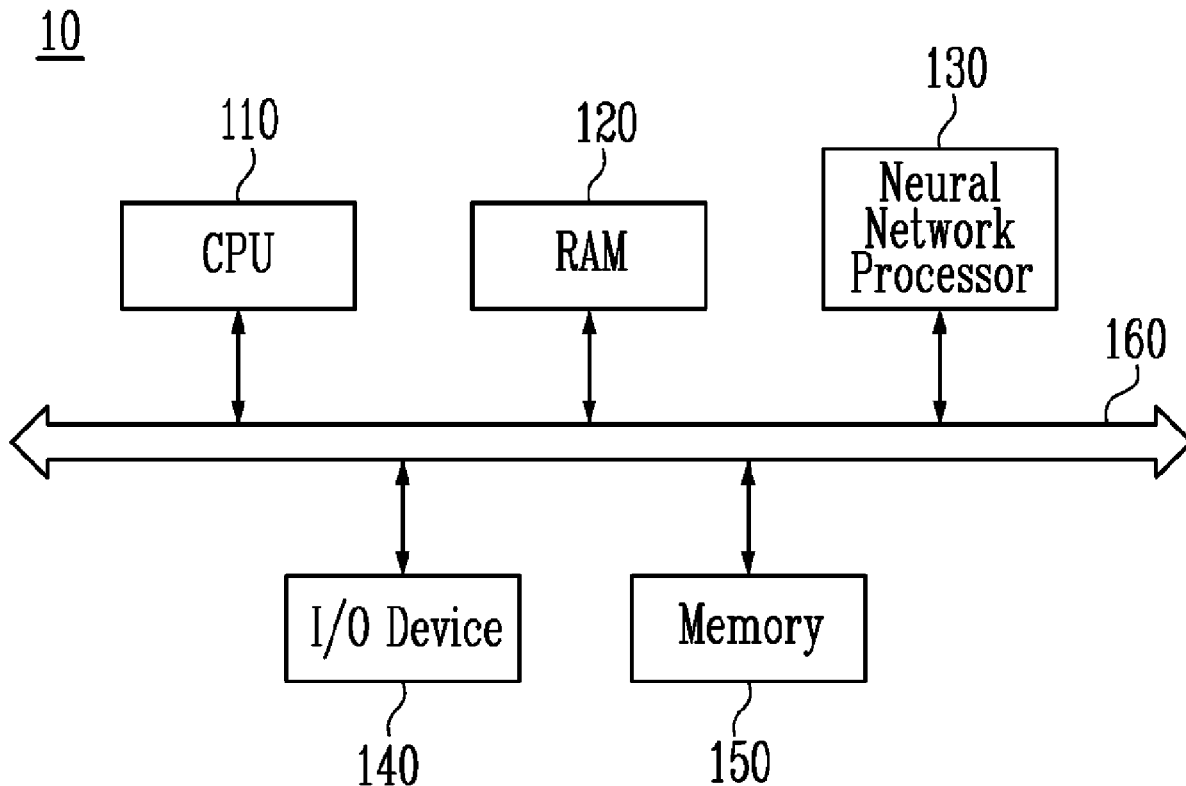 10
110
120
130
CPU
RAM
Neural
Network
Processor
160
I/O Device
Memory
140
150